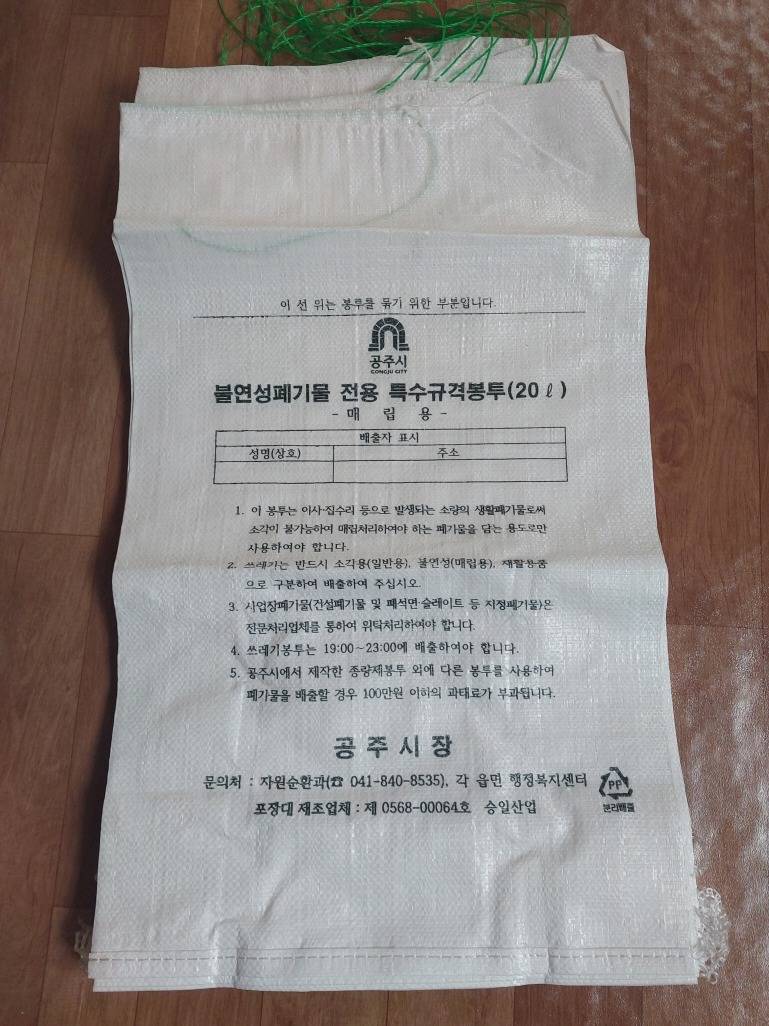 이 선 위는 봉투를 묶기 위한 부분입니다.
공주시
GONGJU CITY
불연성폐기물 전용 특수규격봉투(20ℓ)
- 매 립 용 -
배출자 표시
성명(상호) 주소
1. 이 봉투는 이사·집수리 등으로 발생되는 소량의 생활폐기물로써
소각이 불가능하여 매립처리하여야 하는 폐기물을 담는 용도로만
사용하여야 합니다.
2. 쓰레기는 반드시 소각용(일반용), 불연성(매립용), 재활용품
으로 구분하여 배출하여 주십시오.
3. 사업장폐기물(건설폐기물 및 폐석면·슬레이트 등 지정폐기물)은
전문처리업체를 통하여 위탁처리하여야 합니다.
4. 쓰레기봉투는 19:00~23:00에 배출하여야 합니다.
5. 공주시에서 제작한 종량제봉투 외에 다른 봉투를 사용하여
폐기물을 배출할 경우 100만원 이하의 과태료가 부과됩니다.
공주시장
문의처 : 자원순환과(☎ 041-840-8535), 각 읍면 행정복지센터
PP
분리배출
포장대 제조업체 : 제 0568-00064호 승일산업